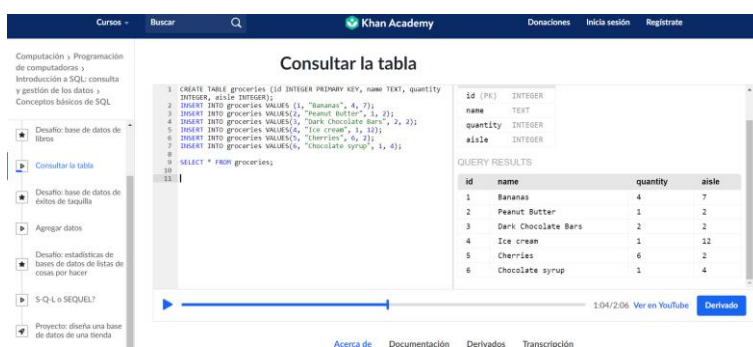 Cursos
Buscar
Khan Academy
Donaciones
Inicia sesión
Regístrate
Computación > Programación
de computadoras >
Introducción a SQL: consulta
y gestión de los datos >
Conceptos básicos de SQL
Desafío: base de datos de
libros
Consultar la tabla
Desafío: base de datos de
éxitos de taquilla
Agregar datos
Desafío: estadísticas de
bases de datos de listas de
cosas por hacer
S-Q-L o SEQUEL?
Proyecto: diseña una base
de datos de una tienda
Consultar la tabla
1 CREATE TABLE groceries (id INTEGER PRIMARY KEY, name TEXT, quantity
INTEGER, aisle INTEGER);
2 INSERT INTO groceries VALUES (1, "Bananas", 4, 7);
3 INSERT INTO groceries VALUES(2, "Peanut Butter", 1, 2);
4 INSERT INTO groceries VALUES(3, "Dark Chocolate Bars", 2, 2);
5 INSERT INTO groceries VALUES(4, "Ice cream", 1, 12);
6 INSERT INTO groceries VALUES(5, "Cherries", 6, 2);
7 INSERT INTO groceries VALUES(6, "Chocolate syrup", 1, 4);
8
9 SELECT * FROM groceries;
10
11
id (PK) INTEGER
name TEXT
quantity INTEGER
aisle INTEGER
QUERY RESULTS
id name quantity aisle
1 Bananas 4 7
2 Peanut Butter 1 2
3 Dark Chocolate Bars 2 2
4 Ice cream 1 12
5 Cherries 6 2
6 Chocolate syrup 1 4
1:04/2:06 Ver en YouTube Derivado
Acerca de Documentación Derivados Transcripción